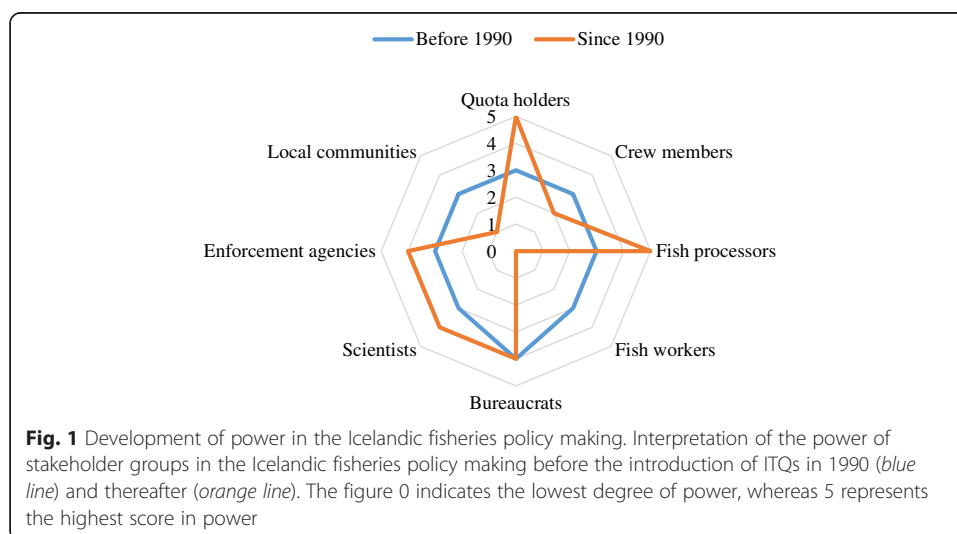 Before 1990 Since 1990
Quota holders
5
Local communities
4
Crew members
3
2
1
Enforcement agencies
0
Fish processors
Scientists
Fish workers
Bureaucrats
Fig. 1 Development of power in the Icelandic fisheries policy making. Interpretation of the power of
stakeholder groups in the Icelandic fisheries policy making before the introduction of ITQs in 1990 (blue
line) and thereafter (orange line). The figure 0 indicates the lowest degree of power, whereas 5 represents
the highest score in power